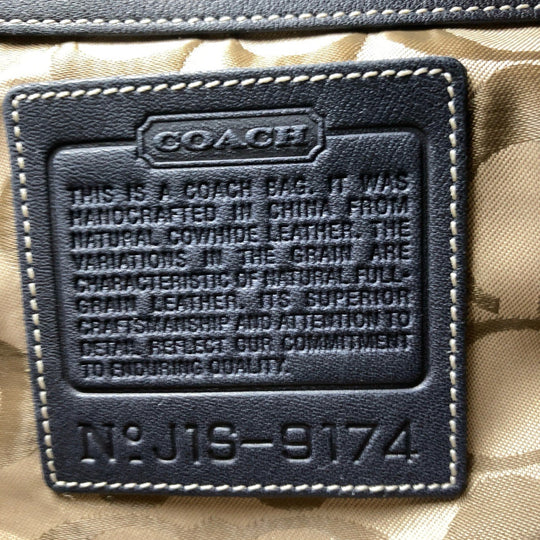 COACH
THIS IS A COACH BAG. IT WAS
HANDCRAFTED IN CHINA FROM
NATURAL COWHIDE LEATHER. THE
VARIATIONS IN THE GRAIN ARE
CHARACTERISTIC OF NATURAL FULL-
GRAIN LEATHER. ITS SUPERIOR
CRAFTSMANSHIP AND ATTENTION TO
DETAIL REFLECT OUR COMMITMENT
TO ENDURING QUALITY.
Nº J1S-9174